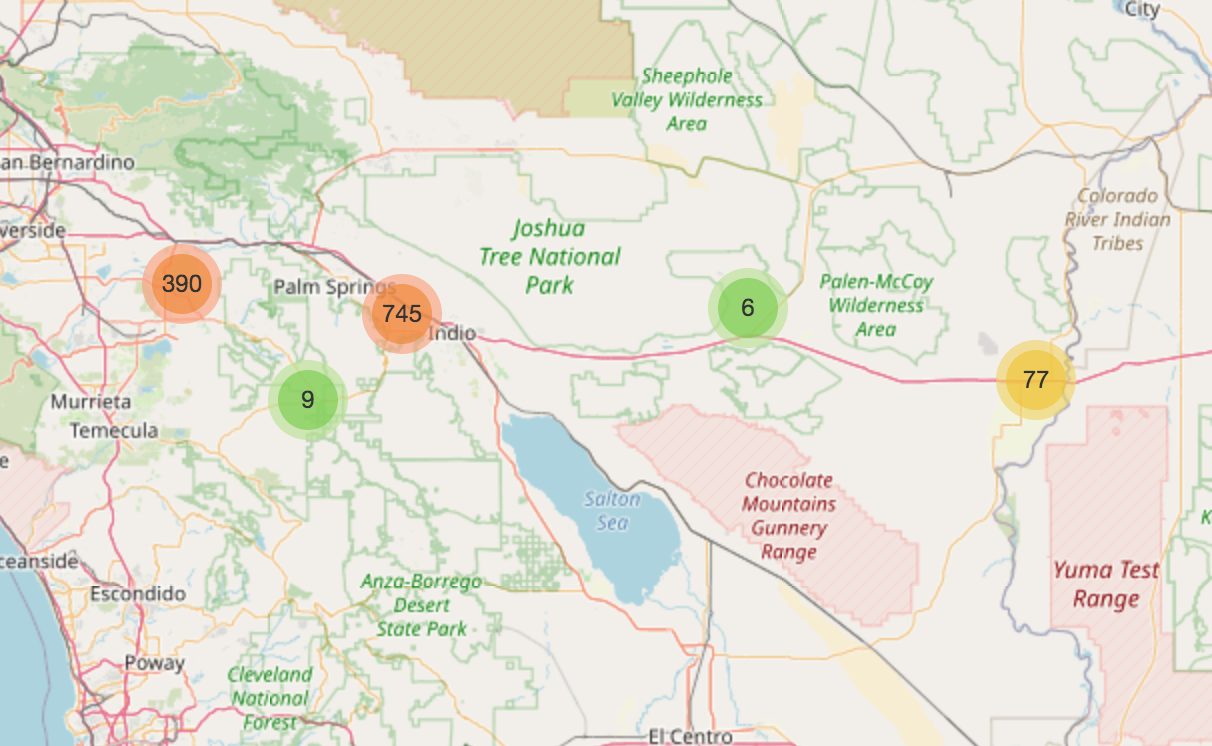 City
Sheephole
Valley Wilderness
Area
an Bernardino
Colorado
River Indian
Tribes
verside
Joshua
Tree National
Park
390
Palm Springs
745
Indio
6
Palen-McCoy
Wilderness
Area
77
9
Murrieta
Temecula
e
Salton
Sea
Chocolate
Mountains
Gunnery
Range
K
ceanside
Escondido
Anza-Borrego
Desert
State Park
Yuma Test
Range
Poway
Cleveland
National
Forest
El Centro